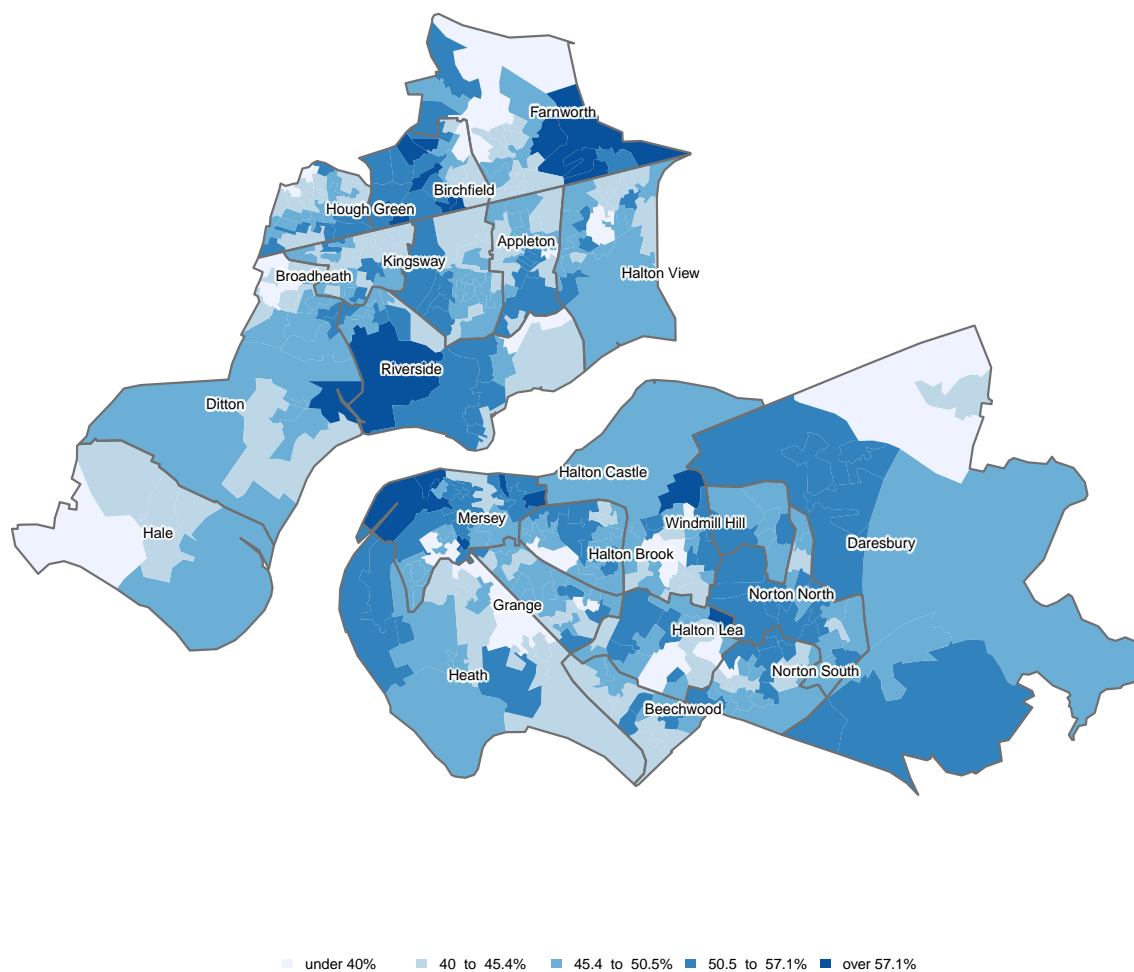 Farnworth
Birchfield
Hough Green
Appleton
Kingsway
Halton View
Broadheath
Riverside
Ditton
Halton Castle
Mersey
Windmill Hill
Hale
Halton Brook
Daresbury
Norton North
Grange
Halton Lea
Heath
Norton South
Beechwood
under 40% 40 to 45.4% 45.4 to 50.5% 50.5 to 57.1% over 57.1%